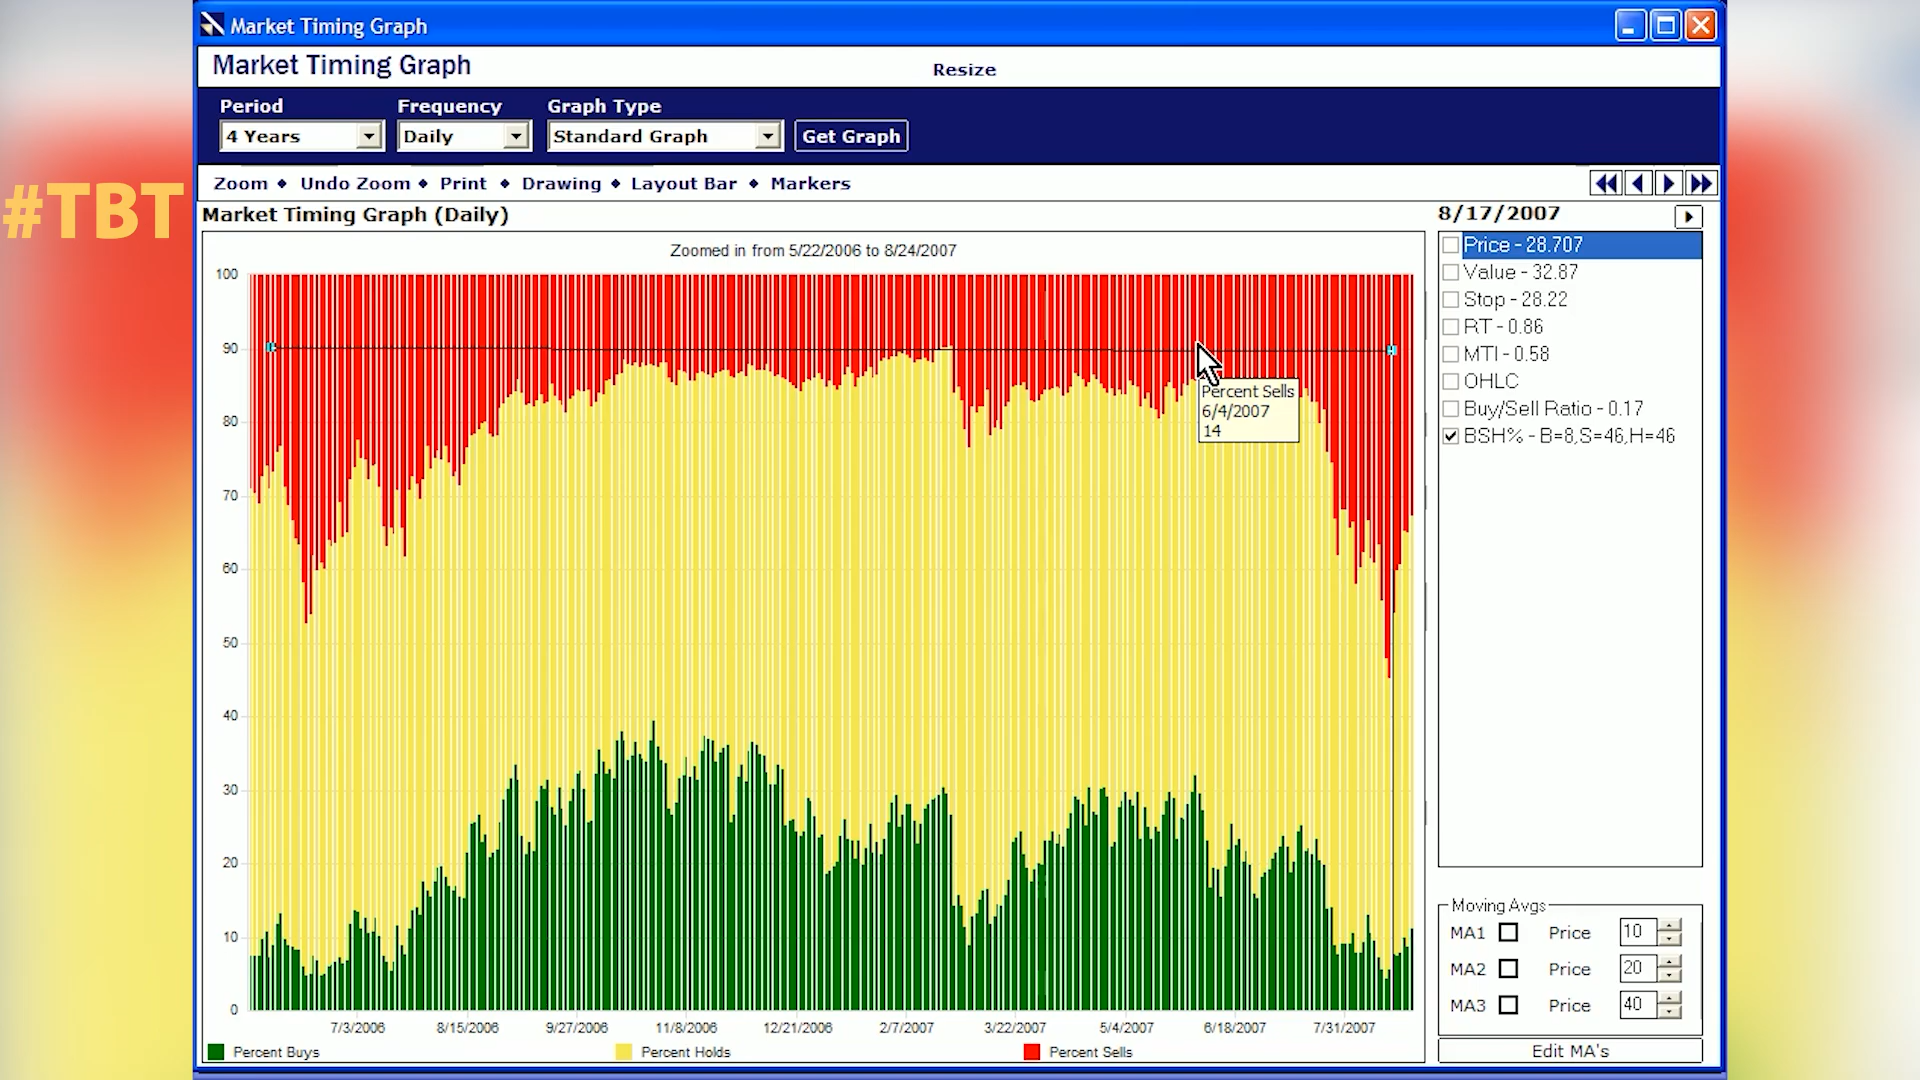 Market Timing Graph
Market Timing Graph
Resize
Period
Frequency
Graph Type
4 Years
Daily
Standard Graph
Get Graph
Zoom ◆ Undo Zoom ◆ Print ◆ Drawing ◆ Layout Bar ◆ Markers
#TBT
Market Timing Graph (Daily)
8/17/2007
Zoomed in from 5/22/2006 to 8/24/2007
100
90
80
70
60
50
40
30
20
10
0
Percent Sells
6/4/2007
14
7/3/2006
8/15/2006
9/27/2006
11/8/2006
12/21/2006
2/7/2007
3/22/2007
5/4/2007
6/18/2007
7/31/2007
Percent Buys
Percent Holds
Percent Sells
Price - 28.707
Value - 32.87
Stop - 28.22
RT - 0.86
MTI - 0.58
OHLC
Buy/Sell Ratio - 0.17
BSH% - B=8,S=46,H=46
Moving Avgs
MA1 Price 10
MA2 Price 20
MA3 Price 40
Edit MA's